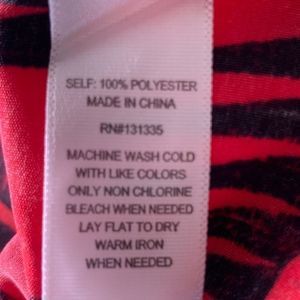 SELF: 100% POLYESTER
MADE IN CHINA
RN#131335
MACHINE WASH COLD
WITH LIKE COLORS
ONLY NON CHLORINE
BLEACH WHEN NEEDED
LAY FLAT TO DRY
WARM IRON
WHEN NEEDED